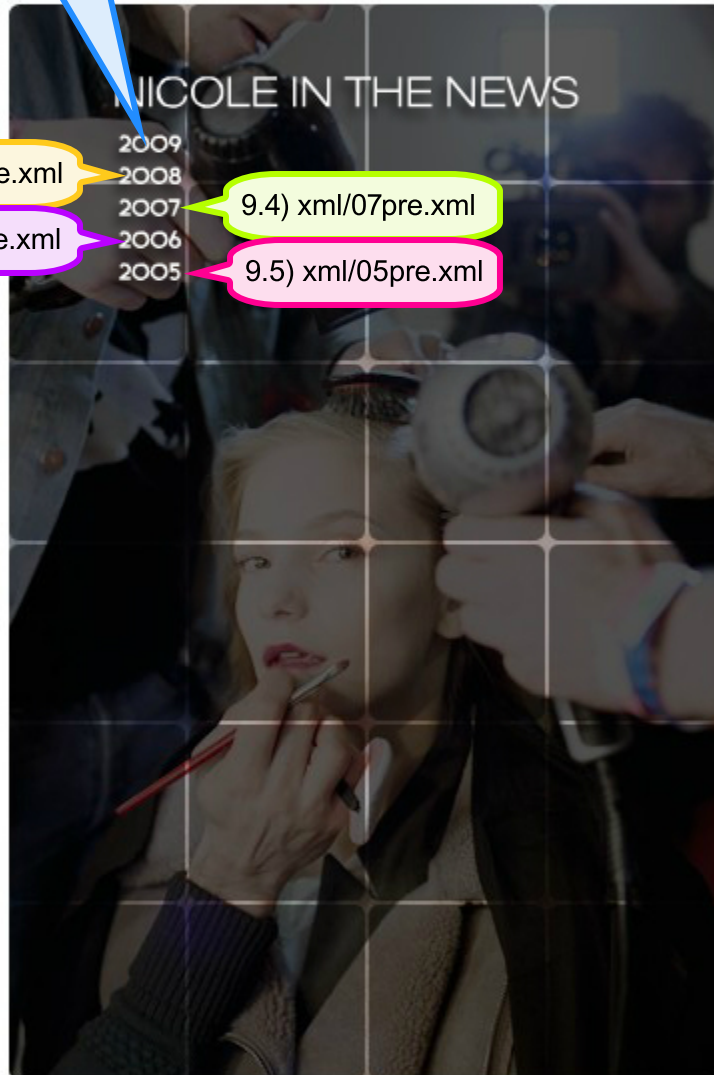 NICOLE IN THE NEWS
2009
2008
e.xml
2007
9.4) xml/07pre.xml
2006
e.xml
2005
9.5) xml/05pre.xml